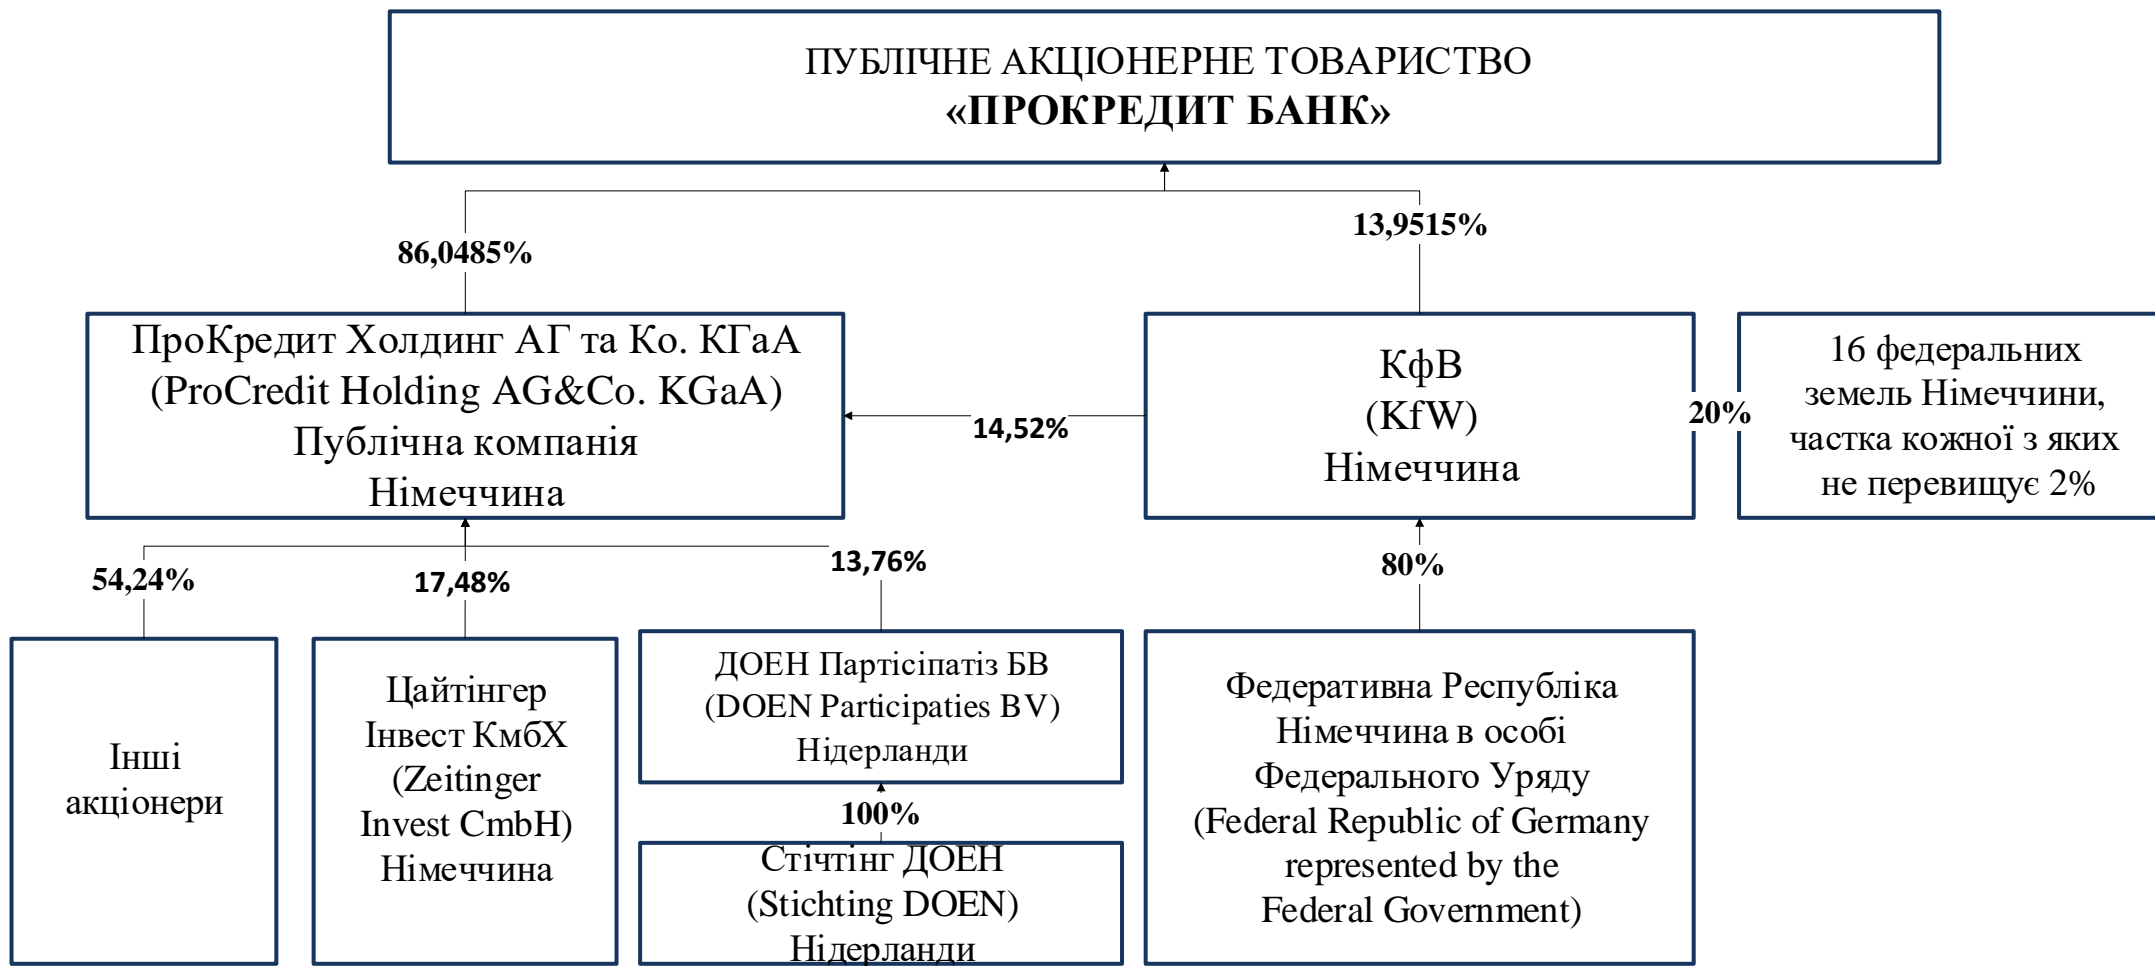 ПУБЛІЧНЕ АКЦІОНЕРНЕ ТОВАРИСТВО
«ПРОКРЕДИТ БАНК»
86,0485%
13,9515%
ПроКредит Холдинг АГ та Ко. КГаА
(ProCredit Holding AG&Co. KGaA)
Публічна компанія
Німеччина
14,52%
КфВ
(KfW)
Німеччина
20%
16 федеральних
земель Німеччини,
частка кожної з яких
не перевищує 2%
54,24%
17,48%
13,76%
80%
Інші
акціонери
Цайтінгер
Інвест КмбХ
(Zeitinger
Invest CmbH)
Німеччина
ДОЕН Партісіпатіз БВ
(DOEN Participaties BV)
Нідерланди
100%
Стічтінг ДОЕН
(Stichting DOEN)
Нідерланди
Федеративна Республіка
Німеччина в особі
Федерального Уряду
(Federal Republic of Germany
represented by the
Federal Government)